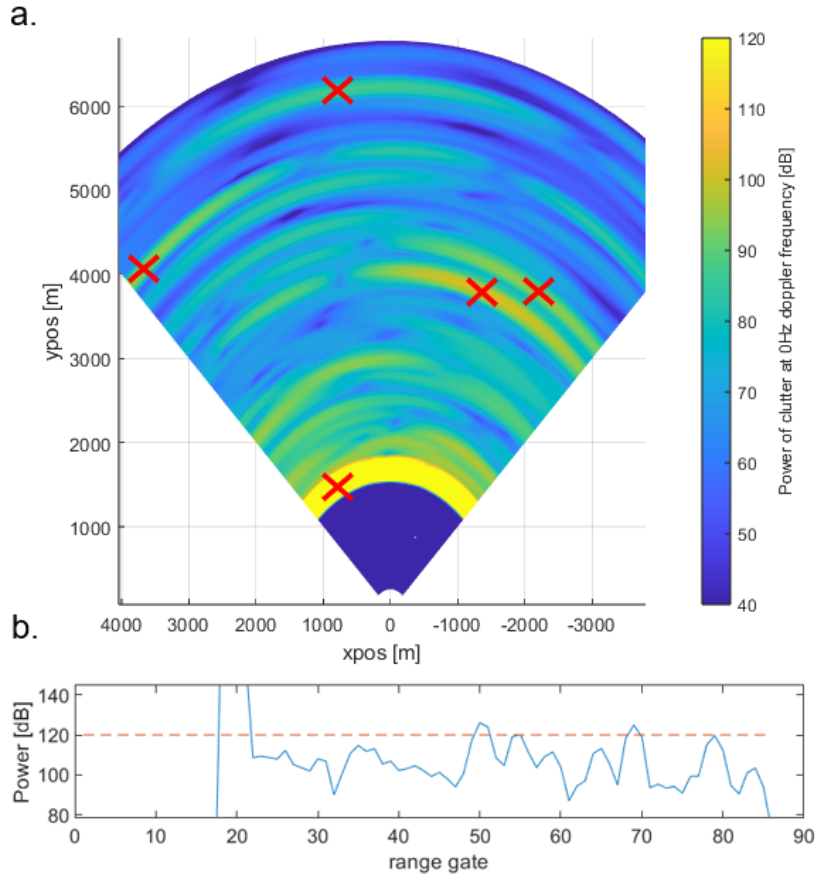 a.
6000
5000
4000
3000
2000
1000
ypos [m]
4000 3000 2000 1000 0 -1000 -2000 -3000
xpos [m]
120
110
100
90
80
70
60
50
40
Power of clutter at 0Hz doppler frequency [dB]
b.
140
120
100
80
Power [dB]
0 10 20 30 40 50 60 70 80 90
range gate